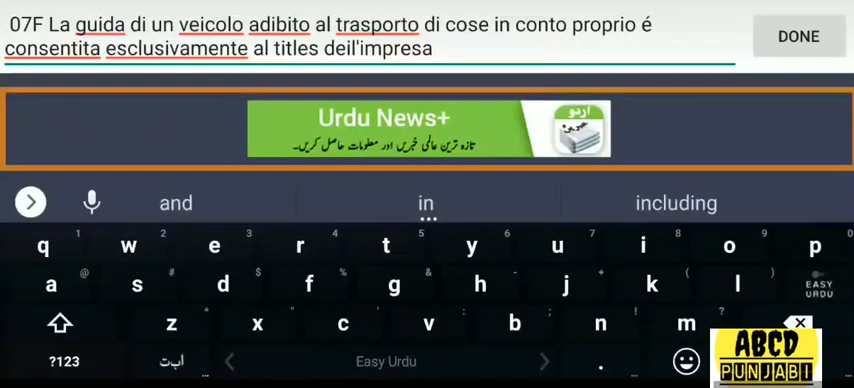 07F La guida di un veicolo adibito al trasporto di cose in conto proprio é
consentita esclusivamente al titles deil'impresa
DONE
Urdu News+
تازہ ترین عالمی خبریں اور معلومات حاصل کریں۔
اردو
خبریں
and in including
1 2 3 4 5 6 7 8 9 0
q w e r t y u i o p
@ # $ % & - + ( )
a s d f g h j k l
EASY
URDU
* " ' : ; ! ?
z x c v b n m
?123 ابت Easy Urdu .
ABCD
PUNJABI